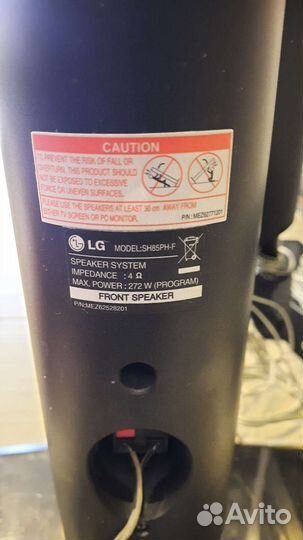 CAUTION
TO PREVENT THE RISK OF FALL OR
OVERTURN, THIS PRODUCT SHOULD
NOT BE EXPOSED TO EXCESSIVE
FORCE OR UNEVEN SURFACES.
PLEASE USE THE SPEAKERS AT LEAST 30 cm AWAY FROM
EITHER TV SCREEN OR PC MONITOR.
P/N.: MEZ62771201
LG MODEL:SH85PH-F
SPEAKER SYSTEM
IMPEDANCE : 4 Ω
MAX. POWER : 272 W (PROGRAM)
FRONT SPEAKER
P/N:MEZ62528201
Avito